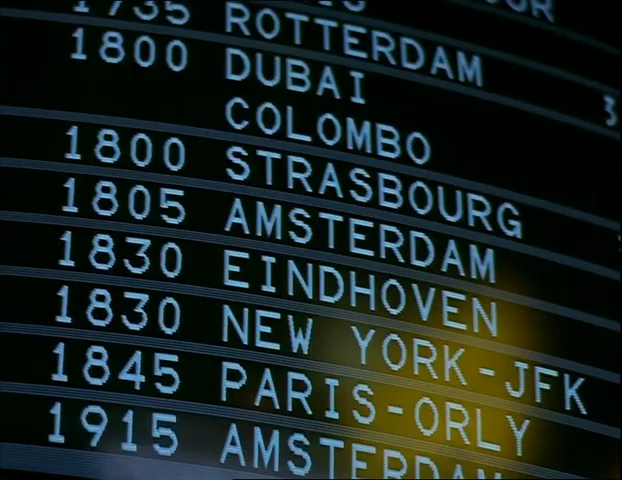 1735 ROTTERDAM
1800 DUBAI 3
COLOMBO
1800 STRASBOURG
1805 AMSTERDAM
1830 EINDHOVEN
1830 NEW YORK-JFK
1845 PARIS-ORLY
1915 AMSTERDAM